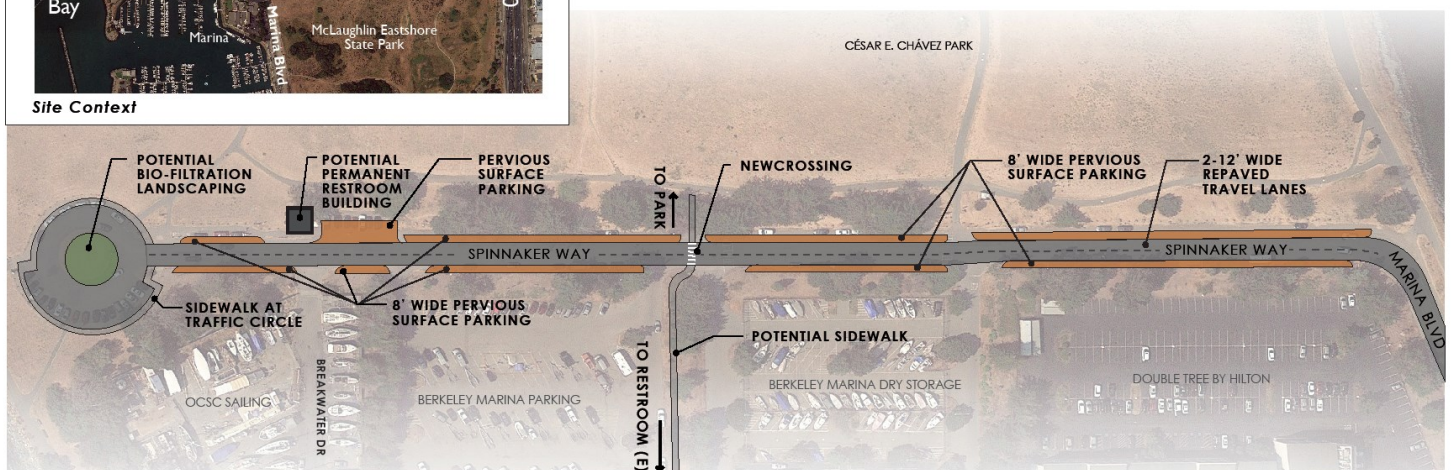 Bay
Marina
Marina Blvd
McLaughlin Eastshore
State Park
Site Context
CÉSAR E. CHÁVEZ PARK
POTENTIAL
BIO-FILTRATION
LANDSCAPING
POTENTIAL
PERMANENT
RESTROOM
BUILDING
PERVIOUS
SURFACE
PARKING
TO PARK
NEWCROSSING
8' WIDE PERVIOUS
SURFACE PARKING
2-12' WIDE
REPAVED
TRAVEL LANES
SPINNAKER WAY
SPINNAKER WAY
MARINA BLVD
SIDEWALK AT
TRAFFIC CIRCLE
8' WIDE PERVIOUS
SURFACE PARKING
POTENTIAL SIDEWALK
BREAKWATER DR
TO RESTROOM (E)
OCSC SAILING
BERKELEY MARINA PARKING
BERKELEY MARINA DRY STORAGE
DOUBLE TREE BY HILTON